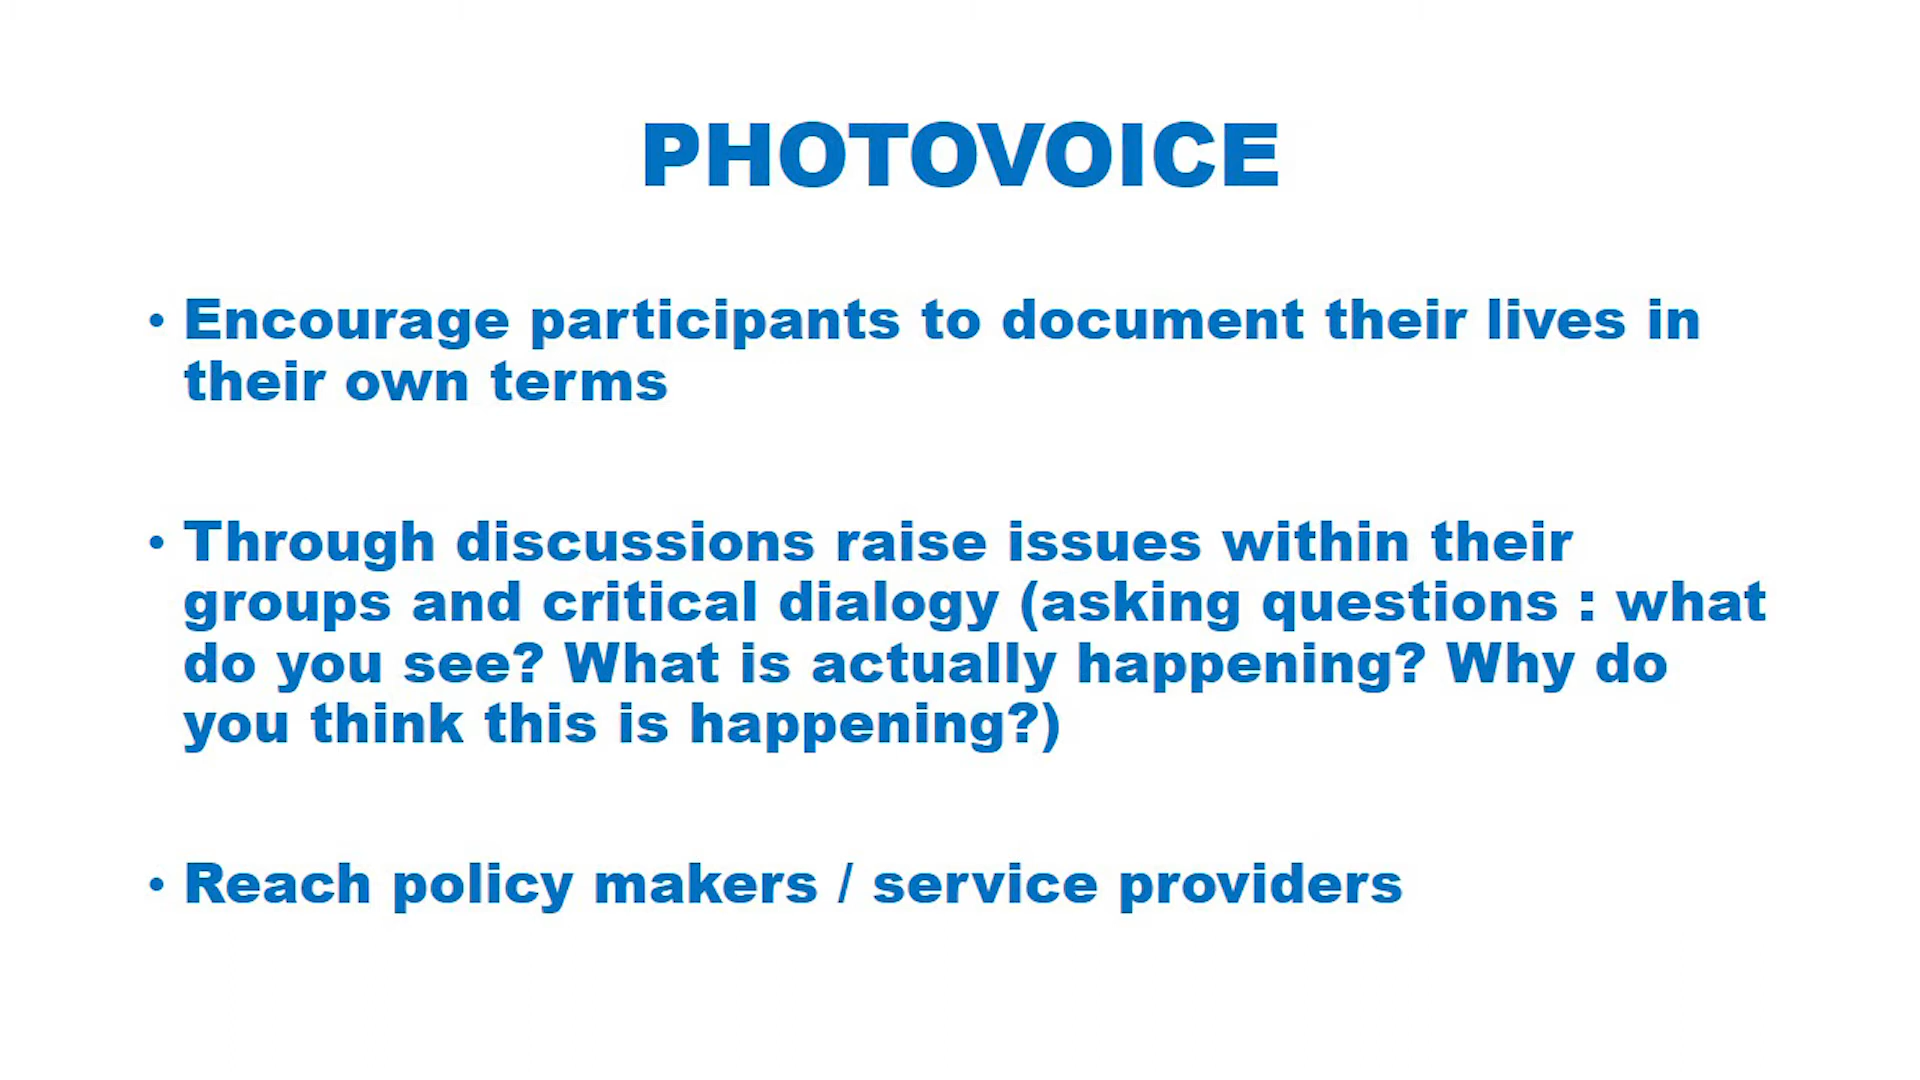 PHOTOVOICE
• Encourage participants to document their lives in
their own terms
• Through discussions raise issues within their
groups and critical dialogy (asking questions : what
do you see? What is actually happening? Why do
you think this is happening?)
• Reach policy makers / service providers